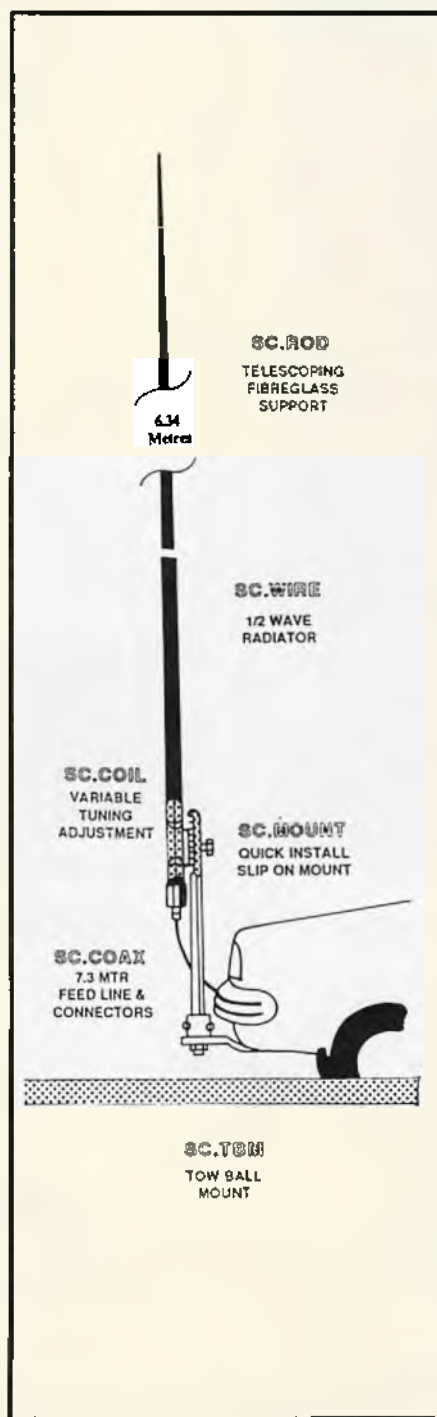 SC.ROD
TELESCOPING
FIBREGLASS
SUPPORT
6.34
Metres
SC.WIRE
1/2 WAVE
RADIATOR
SC.COIL
VARIABLE
TUNING
ADJUSTMENT
SC.MOUNT
QUICK INSTALL
SLIP ON MOUNT
SC.COAX
7.3 MTR
FEED LINE &
CONNECTORS
SC.TBM
TOW BALL
MOUNT